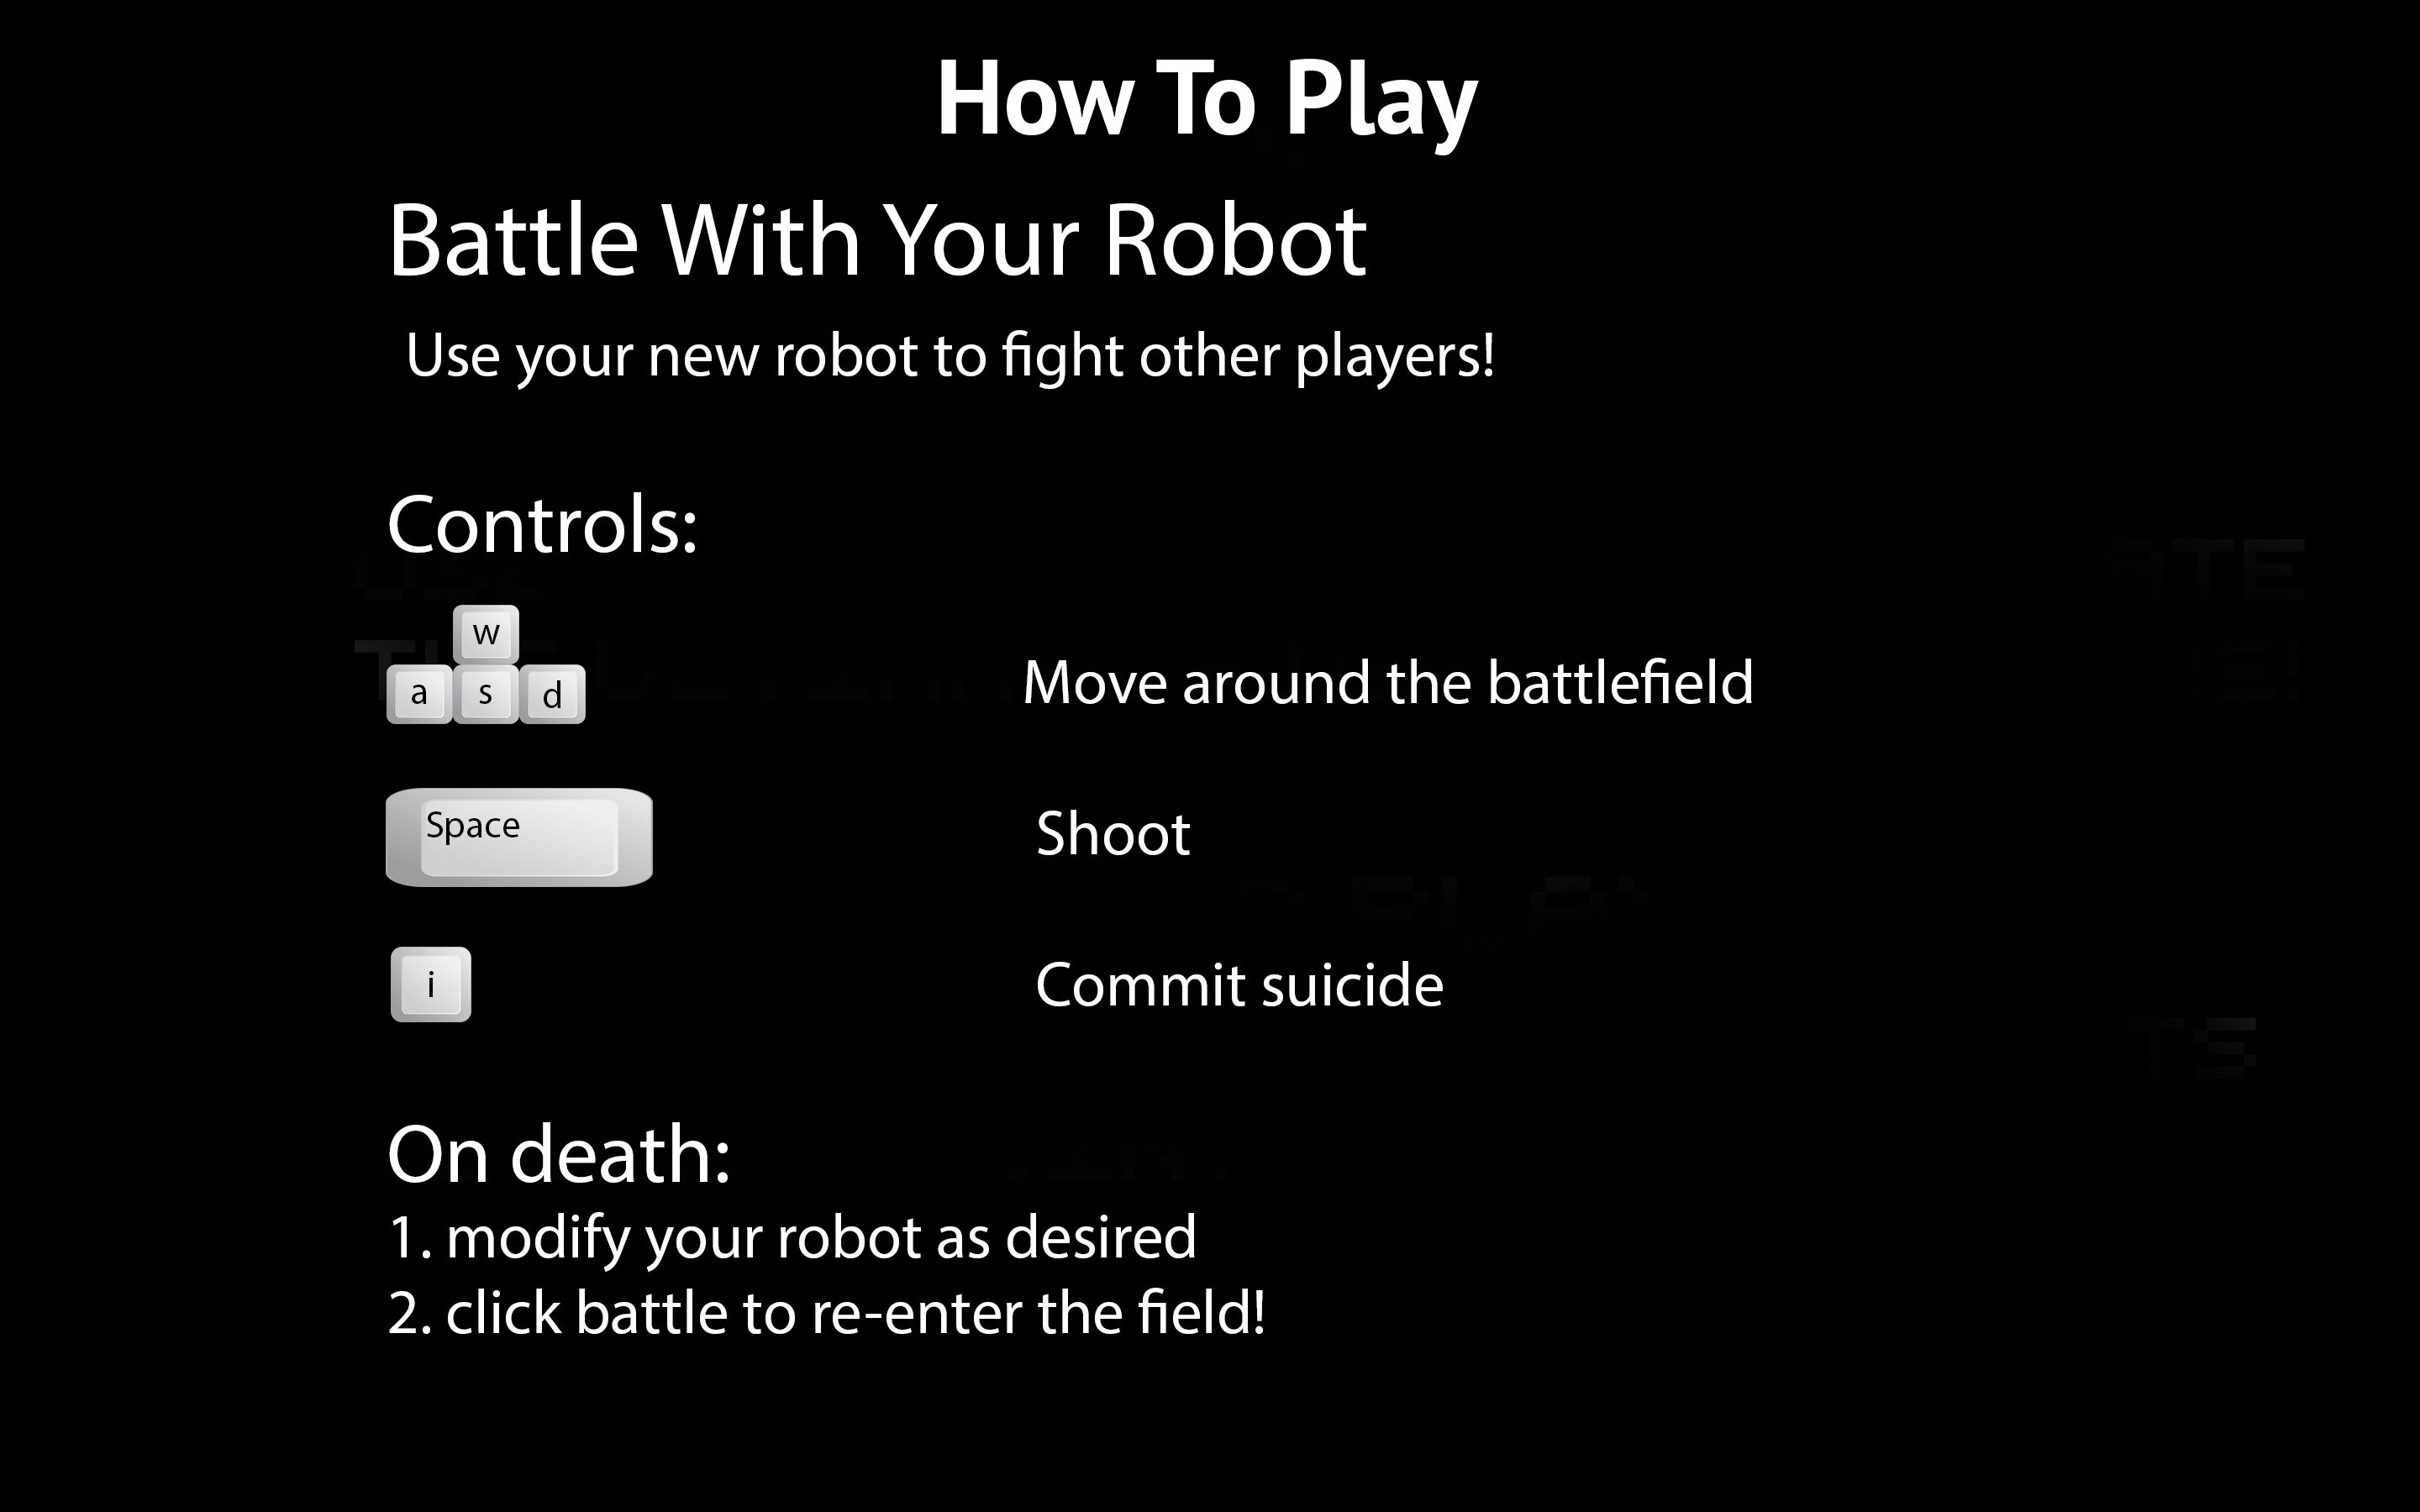 How To Play
Battle With Your Robot
Use your new robot to fight other players!
Controls:
w
a s d
Move around the battlefield
Space
Shoot
i
Commit suicide
On death:
1. modify your robot as desired
2. click battle to re-enter the field!